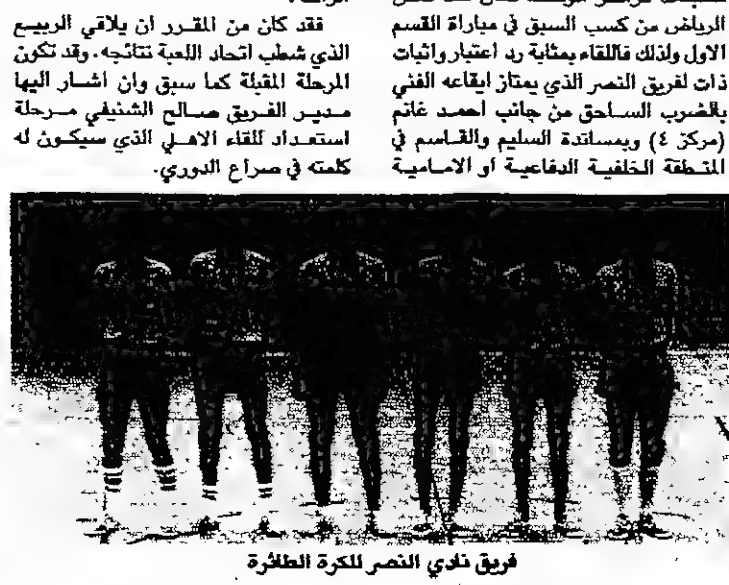 الرياض من كسب السبق في مباراة القسم
الاول ولذلك فاللقاء بمثابة رد اعتبار واثبات
ذات لفريق النصر الذي يمتاز ايقاعه الفني
بالضرب الساحق من جانب احمد غانم
(مركز ٤) وبمساندة السليم والقاسم في
المنطقة الخلفية الدفاعية او الامامية
فقد كان من المقرر ان يلاقي الربيع
الذي شطب اتحاد اللعبة نتائجه. وقد تكون
المرحلة المقبلة كما سبق وان اشار اليها
مدير الفريق صالح الشنيفي مرحلة
استعداد للقاء الاهلي الذي سيكون له
كلمته في صراع الدوري.
فريق نادي النصر للكرة الطائرة